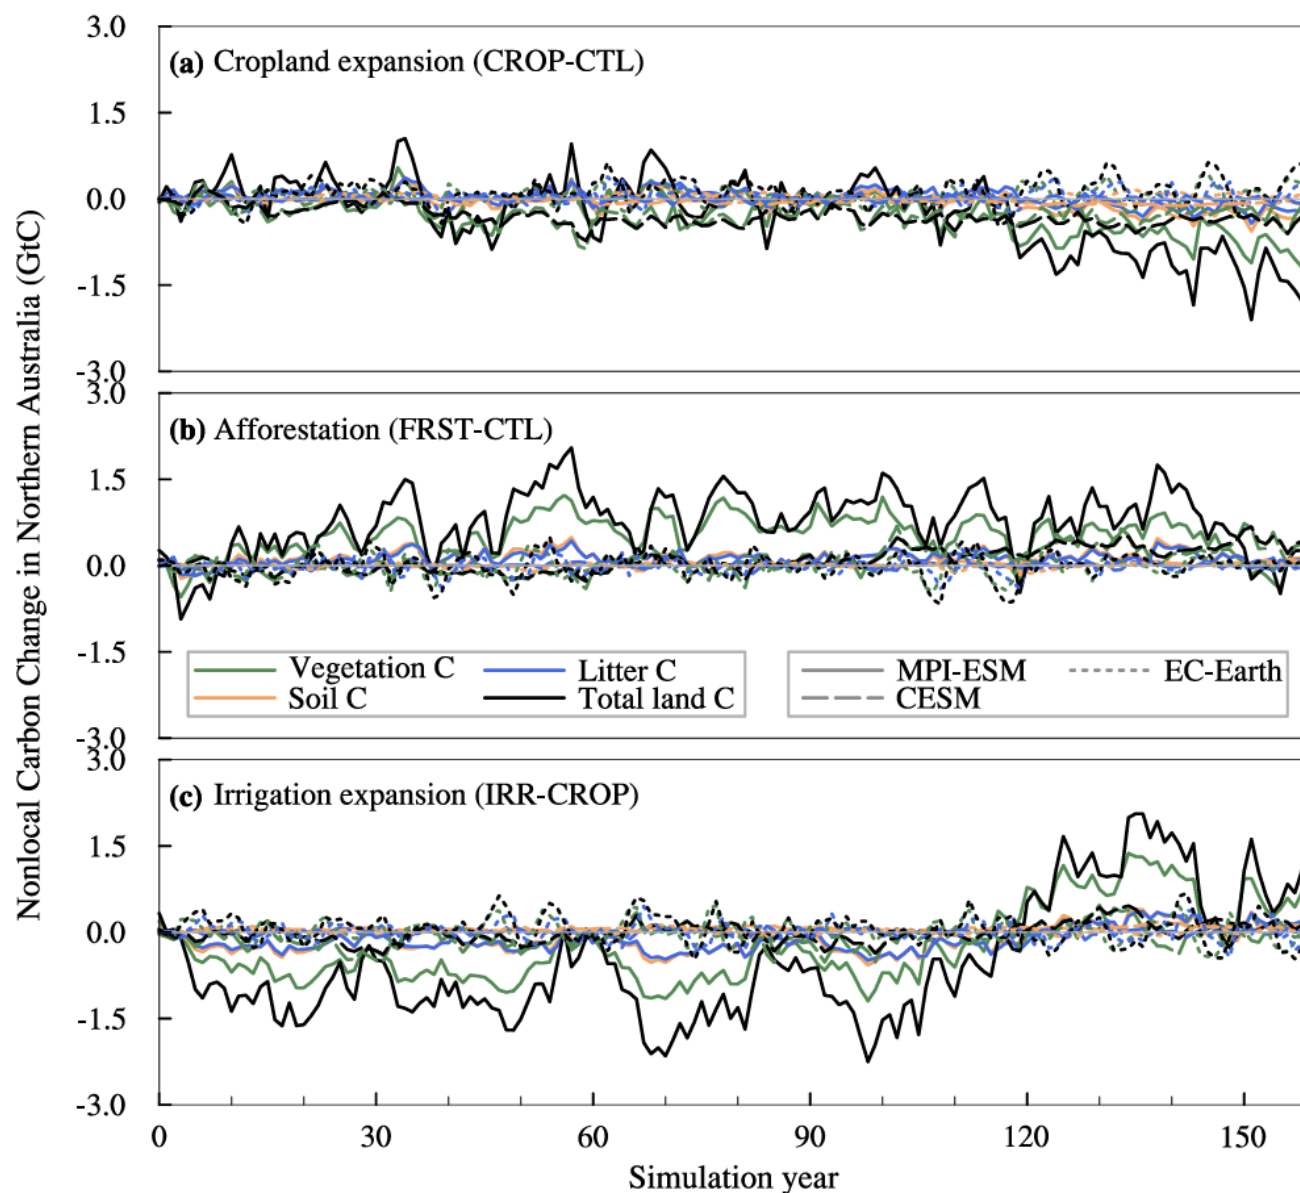 Nonlocal Carbon Change in Northern Australia (GtC)
3.0
(a) Cropland expansion (CROP-CTL)
1.5
0.0
-1.5
-3.0
3.0
(b) Afforestation (FRST-CTL)
1.5
0.0
-1.5
Vegetation C Litter C MPI-ESM EC-Earth
Soil C Total land C CESM
-3.0
3.0
(c) Irrigation expansion (IRR-CROP)
1.5
0.0
-1.5
-3.0
0 30 60 90 120 150
Simulation year